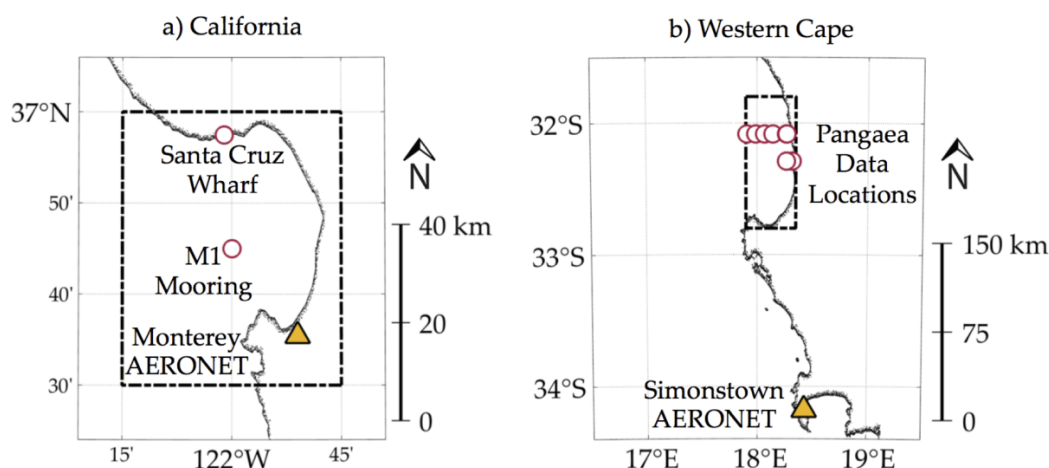 a) California
37°N
50'
40'
30'
15'
122°W
45'
Santa Cruz
Wharf
M1
Mooring
Monterey
AERONET
N
40 km
20
0
b) Western Cape
32°S
33°S
34°S
17°E
18°E
19°E
Pangaea
Data
Locations
Simonstown
AERONET
N
150 km
75
0